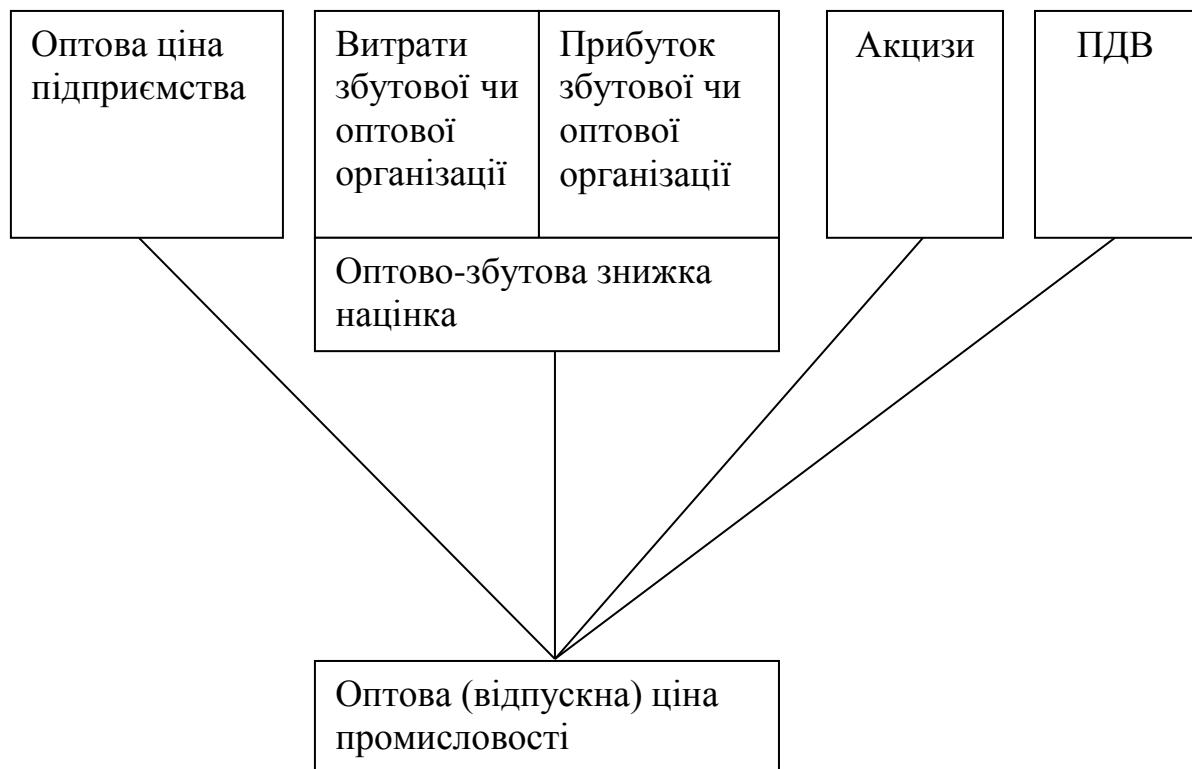 Оптова ціна
підприємства
Витрати
збутової чи
оптової
організації
Прибуток
збутової чи
оптової
організації
Акцизи
ПДВ
Оптово-збутова знижка
націнка
Оптова (відпускна) ціна
промисловості